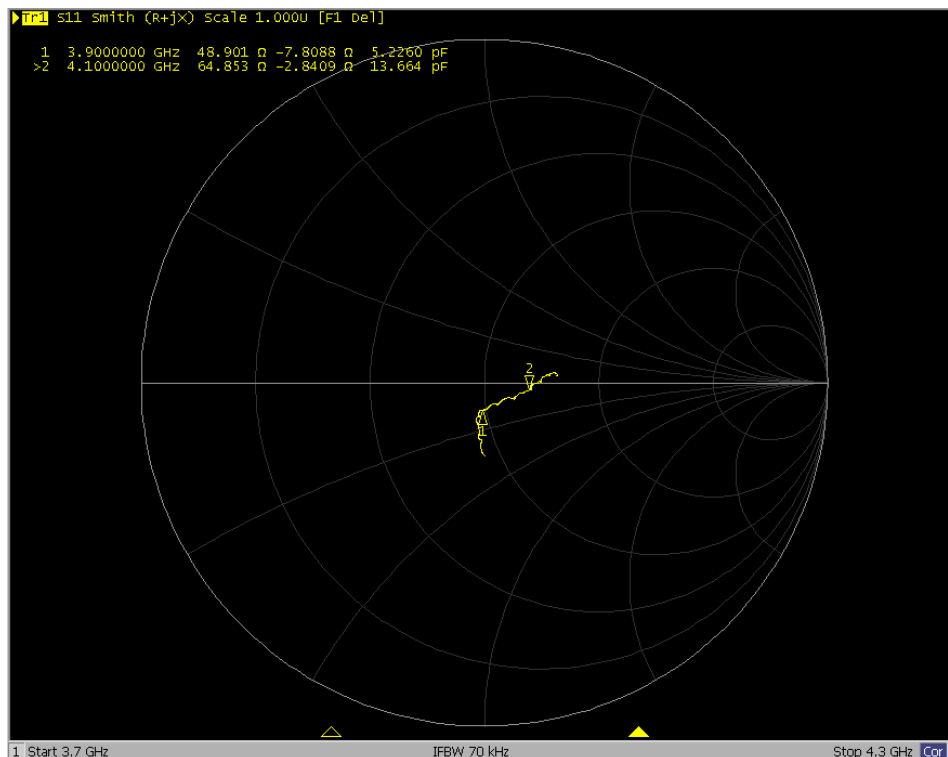 Tr1 S11 Smith (R+jX) Scale 1.000U [F1 Del]
1 3.9000000 GHz 48.901 Ω -7.8088 Ω 5.2260 pF
>2 4.1000000 GHz 64.853 Ω -2.8409 Ω 13.664 pF
2
1
1 Start 3.7 GHz IFBW 70 kHz Stop 4.3 GHz Cor